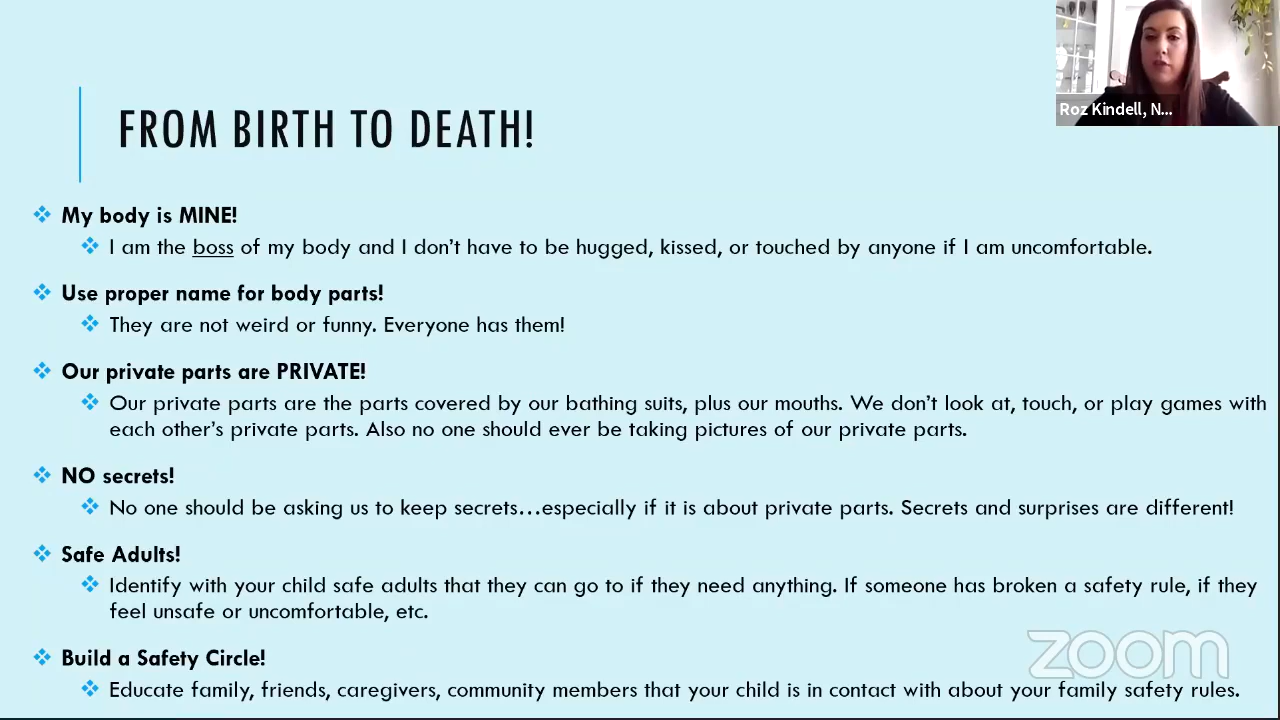 Roz Kindell, N...
FROM BIRTH TO DEATH!
My body is MINE!
I am the boss of my body and I don't have to be hugged, kissed, or touched by anyone if I am uncomfortable.
Use proper name for body parts!
They are not weird or funny. Everyone has them!
Our private parts are PRIVATE!
Our private parts are the parts covered by our bathing suits, plus our mouths. We don't look at, touch, or play games with
each other's private parts. Also no one should ever be taking pictures of our private parts.
NO secrets!
No one should be asking us to keep secrets...especially if it is about private parts. Secrets and surprises are different!
Safe Adults!
Identify with your child safe adults that they can go to if they need anything. If someone has broken a safety rule, if they
feel unsafe or uncomfortable, etc.
Build a Safety Circle!
Educate family, friends, caregivers, community members that your child is in contact with about your family safety rules.
zoom